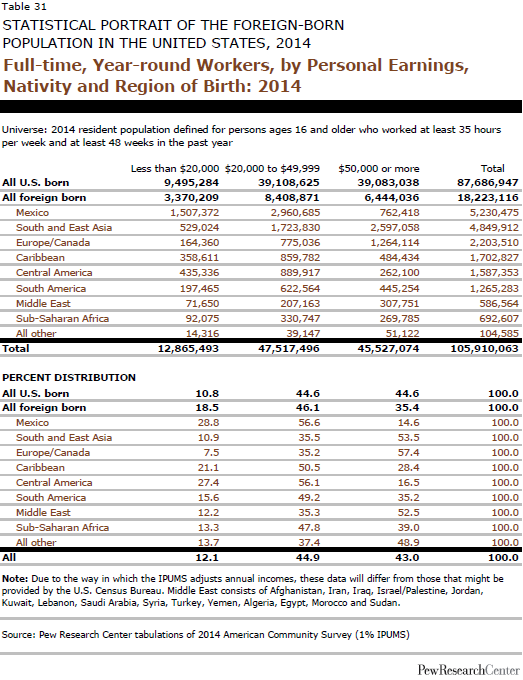 Table 31
STATISTICAL PORTRAIT OF THE FOREIGN-BORN
POPULATION IN THE UNITED STATES, 2014
Full-time, Year-round Workers, by Personal Earnings,
Nativity and Region of Birth: 2014
Universe: 2014 resident population defined for persons ages 16 and older who worked at least 35 hours
per week and at least 48 weeks in the past year
Less than $20,000 $20,000 to $49,999 $50,000 or more Total
All U.S. born 9,495,284 39,108,625 39,083,038 87,686,947
All foreign born 3,370,209 8,408,871 6,444,036 18,223,116
Mexico 1,507,372 2,960,685 762,418 5,230,475
South and East Asia 529,024 1,723,830 2,597,058 4,849,912
Europe/Canada 164,360 775,036 1,264,114 2,203,510
Caribbean 358,611 859,782 484,434 1,702,827
Central America 435,336 889,917 262,100 1,587,353
South America 197,465 622,564 445,254 1,265,283
Middle East 71,650 207,163 307,751 586,564
Sub-Saharan Africa 92,075 330,747 269,785 692,607
All other 14,316 39,147 51,122 104,585
Total 12,865,493 47,517,496 45,527,074 105,910,063
PERCENT DISTRIBUTION
All U.S. born 10.8 44.6 44.6 100.0
All foreign born 18.5 46.1 35.4 100.0
Mexico 28.8 56.6 14.6 100.0
South and East Asia 10.9 35.5 53.5 100.0
Europe/Canada 7.5 35.2 57.4 100.0
Caribbean 21.1 50.5 28.4 100.0
Central America 27.4 56.1 16.5 100.0
South America 15.6 49.2 35.2 100.0
Middle East 12.2 35.3 52.5 100.0
Sub-Saharan Africa 13.3 47.8 39.0 100.0
All other 13.7 37.4 48.9 100.0
All 12.1 44.9 43.0 100.0
Note: Due to the way in which the IPUMS adjusts annual incomes, these data will differ from those that might be
provided by the U.S. Census Bureau. Middle East consists of Afghanistan, Iran, Iraq, Israel/Palestine, Jordan,
Kuwait, Lebanon, Saudi Arabia, Syria, Turkey, Yemen, Algeria, Egypt, Morocco and Sudan.
Source: Pew Research Center tabulations of 2014 American Community Survey (1% IPUMS)
PewResearchCenter